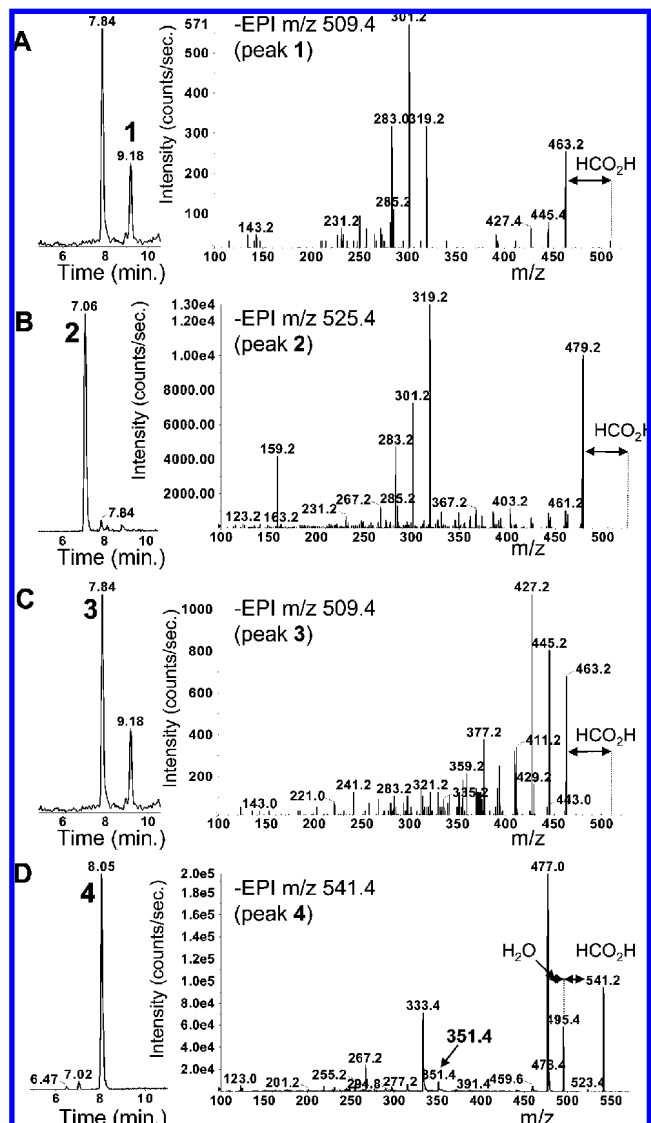 A
7.84
1
9.18
6 8 10
Time (min.)
-EPI m/z 509.4
(peak 1)
Intensity (counts/sec.)
571
500
400
300
200
100
301.2
283.0
319.2
285.2
231.2
143.2
463.2
HCO2H
445.4
427.4
100 150 200 250 300 350 400 450 500
m/z
B
7.06
2
7.84
6 8 10
Time (min.)
-EPI m/z 525.4
(peak 2)
Intensity (counts/sec.)
1.30e4
1.20e4
1.00e4
8000.00
6000.00
4000.00
2000.00
319.2
301.2
283.2
159.2
267.2
285.2
231.2
123.2
163.2
367.2
403.2
461.2
479.2
HCO2H
100 150 200 250 300 350 400 450 500
m/z
C
7.84
3
9.18
6 8 10
Time (min.)
-EPI m/z 509.4
(peak 3)
Intensity (counts/sec.)
1000
800
600
400
200
427.2
445.2
463.2
HCO2H
411.2
377.2
359.2
429.2
443.0
335.2
321.2
283.2
241.2
221.0
143.0
100 150 200 250 300 350 400 450 500
m/z
D
8.05
4
6.47
7.02
6 8 10
Time (min.)
-EPI m/z 541.4
(peak 4)
Intensity (counts/sec.)
2.0e5
1.8e5
1.6e5
1.4e5
1.2e5
1.0e5
8.0e4
6.0e4
4.0e4
2.0e4
477.0
H2O
HCO2H
541.2
495.4
333.4
351.4
267.2
255.2
351.4
123.0
201.2
294.8
277.2
391.4
459.6
523.4
100 150 200 250 300 350 400 450 500 550
m/z